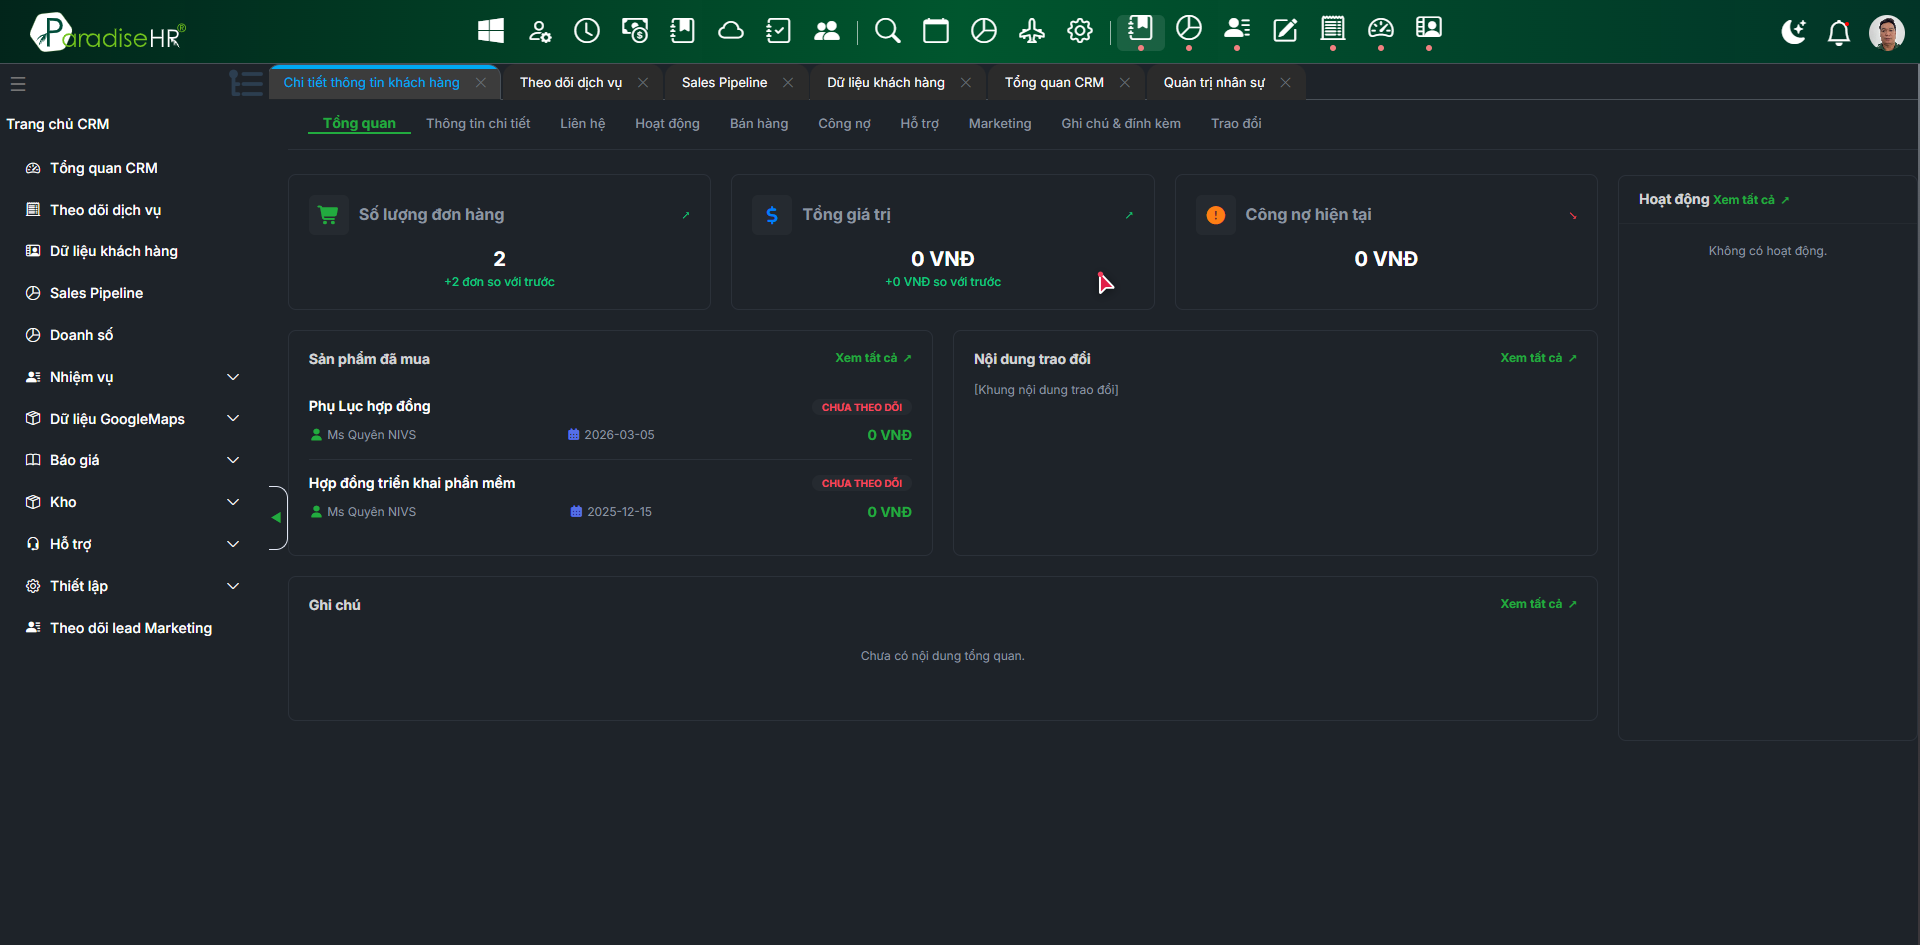 ParadiseHR®
Chi tiết thông tin khách hàng
Theo dõi dịch vụ
Sales Pipeline
Dữ liệu khách hàng
Tổng quan CRM
Quản trị nhân sự
Trang chủ CRM
Tổng quan CRM
Theo dõi dịch vụ
Dữ liệu khách hàng
Sales Pipeline
Doanh số
Nhiệm vụ
Dữ liệu GoogleMaps
Báo giá
Kho
Hỗ trợ
Thiết lập
Theo dõi lead Marketing
Tổng quan
Thông tin chi tiết
Liên hệ
Hoạt động
Bán hàng
Công nợ
Hỗ trợ
Marketing
Ghi chú & đính kèm
Trao đổi
Số lượng đơn hàng
2
+2 đơn so với trước
Tổng giá trị
0 VNĐ
+0 VNĐ so với trước
Công nợ hiện tại
0 VNĐ
Sản phẩm đã mua
Xem tất cả
Phụ Lục hợp đồng
CHƯA THEO DÕI
Ms Quyên NIVS
2026-03-05
0 VNĐ
Hợp đồng triển khai phần mềm
CHƯA THEO DÕI
Ms Quyên NIVS
2025-12-15
0 VNĐ
Nội dung trao đổi
Xem tất cả
[Khung nội dung trao đổi]
Ghi chú
Xem tất cả
Chưa có nội dung tổng quan.
Hoạt động Xem tất cả
Không có hoạt động.